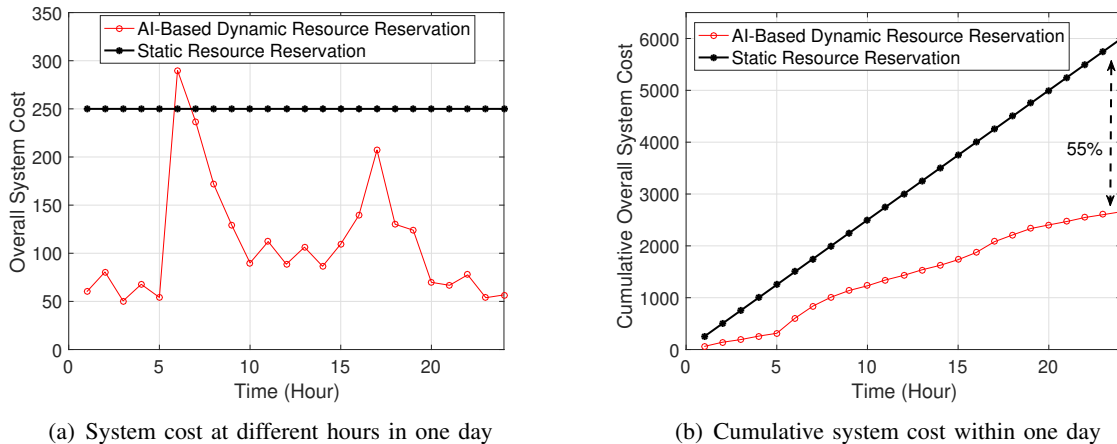 350
300
250
200
150
100
50
0
Overall System Cost
AI-Based Dynamic Resource Reservation
Static Resource Reservation
0 5 10 15 20
Time (Hour)
(a) System cost at different hours in one day
6000
5000
4000
3000
2000
1000
0
Cumulative Overall System Cost
AI-Based Dynamic Resource Reservation
Static Resource Reservation
55%
0 5 10 15 20
Time (Hour)
(b) Cumulative system cost within one day